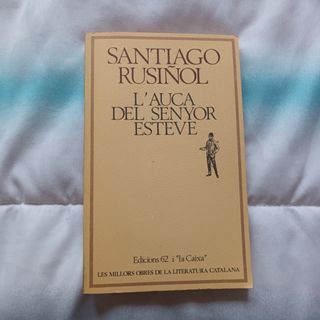 SANTIAGO
RUSIÑOL
L'AUCA
DEL SENYOR
ESTEVE
Edicions 62 i "la Caixa"
LES MILLORS OBRES DE LA LITERATURA CATALANA